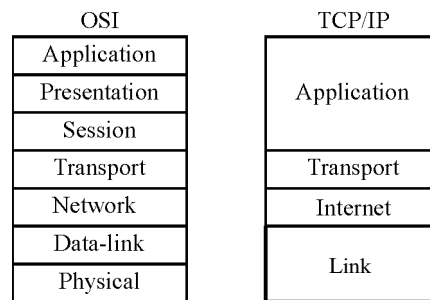 OSI
Application
Presentation
Session
Transport
Network
Data-link
Physical
TCP/IP
Application
Transport
Internet
Link